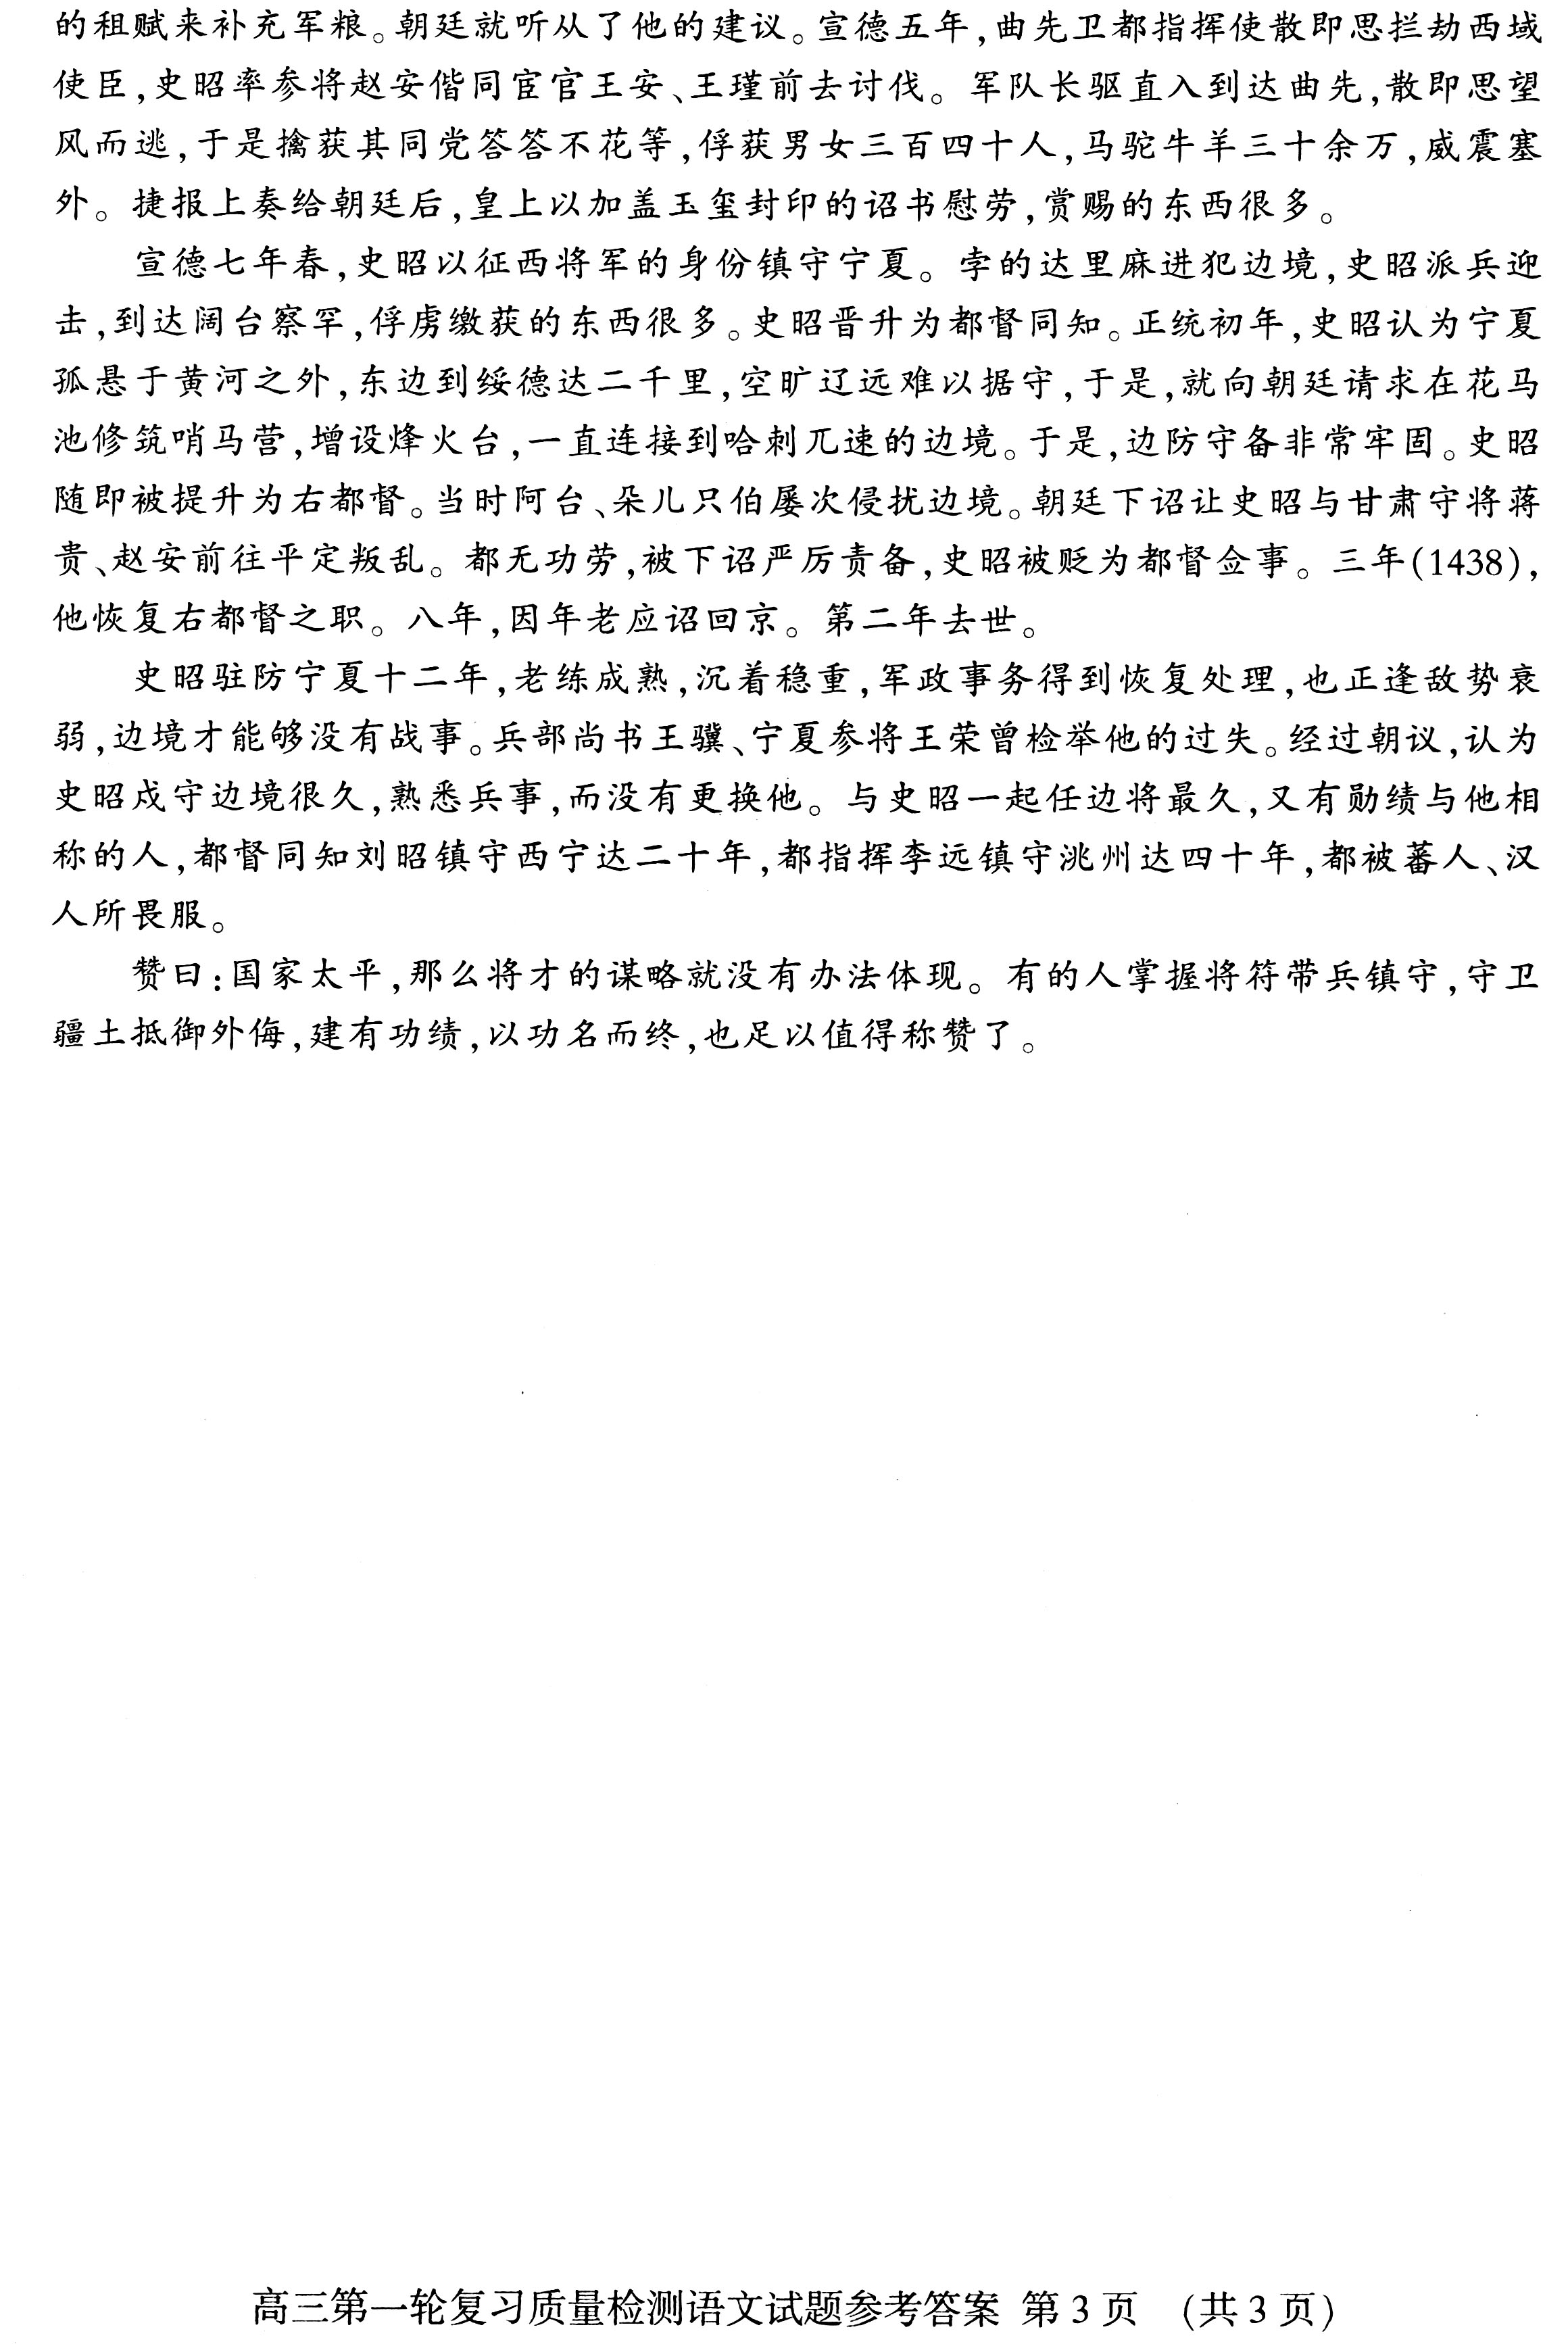 的租赋来补充军粮。朝廷就听从了他的建议。宣德五年,曲先卫都指挥使散即思拦劫西域
使臣,史昭率参将赵安偕同宦官王安、王瑾前去讨伐。军队长驱直入到达曲先,散即思望
风而逃,于是擒获其同党答答不花等,俘获男女三百四十人,马驼牛羊三十余万,威震塞
外。捷报上奏给朝廷后,皇上以加盖玉玺封印的诏书慰劳,赏赐的东西很多。
宣德七年春,史昭以征西将军的身份镇守宁夏。孛的达里麻进犯边境,史昭派兵迎
击,到达阔台察罕,俘虏缴获的东西很多。史昭晋升为都督同知。正统初年,史昭认为宁夏
孤悬于黄河之外,东边到绥德达二千里,空旷辽远难以据守,于是,就向朝廷请求在花马
池修筑哨马营,增设烽火台,一直连接到哈刺兀速的边境。于是,边防守备非常牢固。史昭
随即被提升为右都督。当时阿台、朵儿只伯屡次侵扰边境。朝廷下诏让史昭与甘肃守将蒋
贵、赵安前往平定叛乱。都无功劳,被下诏严厉责备,史昭被贬为都督佥事。三年(1438),
他恢复右都督之职。八年,因年老应诏回京。第二年去世。
史昭驻防宁夏十二年,老练成熟,沉着稳重,军政事务得到恢复处理,也正逢敌势衰
弱,边境才能够没有战事。兵部尚书王骥、宁夏参将王荣曾检举他的过失。经过朝议,认为
史昭戍守边境很久,熟悉兵事,而没有更换他。与史昭一起任边将最久,又有勋绩与他相
称的人,都督同知刘昭镇守西宁达二十年,都指挥李远镇守洮州达四十年,都被蕃人、汉
人所畏服。
赞曰:国家太平,那么将才的谋略就没有办法体现。有的人掌握将符带兵镇守,守卫
疆土抵御外侮,建有功绩,以功名而终,也足以值得称赞了。
高三第一轮复习质量检测语文试题参考答案 第3页 (共3页)